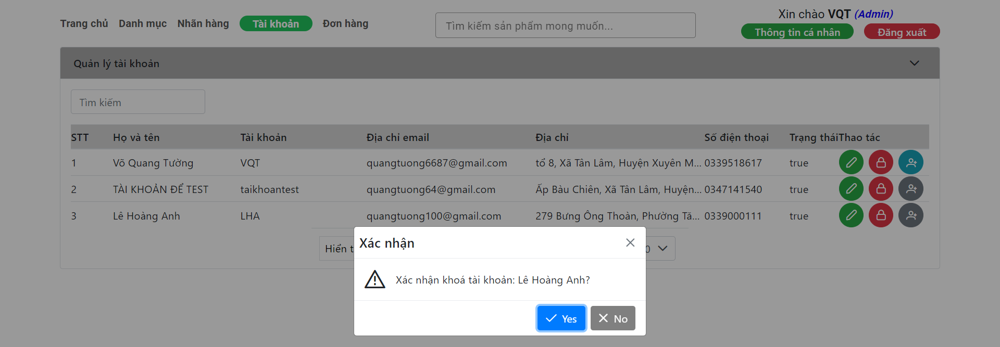 Trang chủ Danh mục Nhãn hàng Tài khoản Đơn hàng
Tìm kiếm sản phẩm mong muốn...
Xin chào VQT (Admin)
Thông tin cá nhân Đăng xuất
Quản lý tài khoản
Tìm kiếm
STT Họ và tên Tài khoản Địa chỉ email Địa chỉ Số điện thoại Trạng thái Thao tác
1 Võ Quang Tường VQT quangtuong6687@gmail.com tổ 8, Xã Tân Lâm, Huyện Xuyên M... 0339518617 true
2 TÀI KHOẢN ĐỂ TEST taikhoantest quangtuong64@gmail.com Ấp Bàu Chiên, Xã Tân Lâm, Huyện... 0347141540 true
3 Lê Hoàng Anh LHA quangtuong100@gmail.com 279 Bưng Ông Thoàn, Phường Tă... 0339000111 true
Hiển
Xác nhận
Xác nhận khoá tài khoản: Lê Hoàng Anh?
Yes No